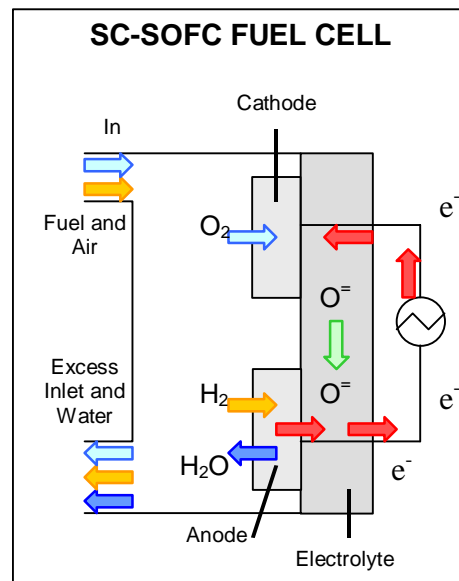 SC-SOFC FUEL CELL
Cathode
In
Fuel and
Air
O₂
e⁻
O⁼
Excess
Inlet and
Water
H₂
O⁼
e⁻
H₂O
e⁻
Anode
Electrolyte